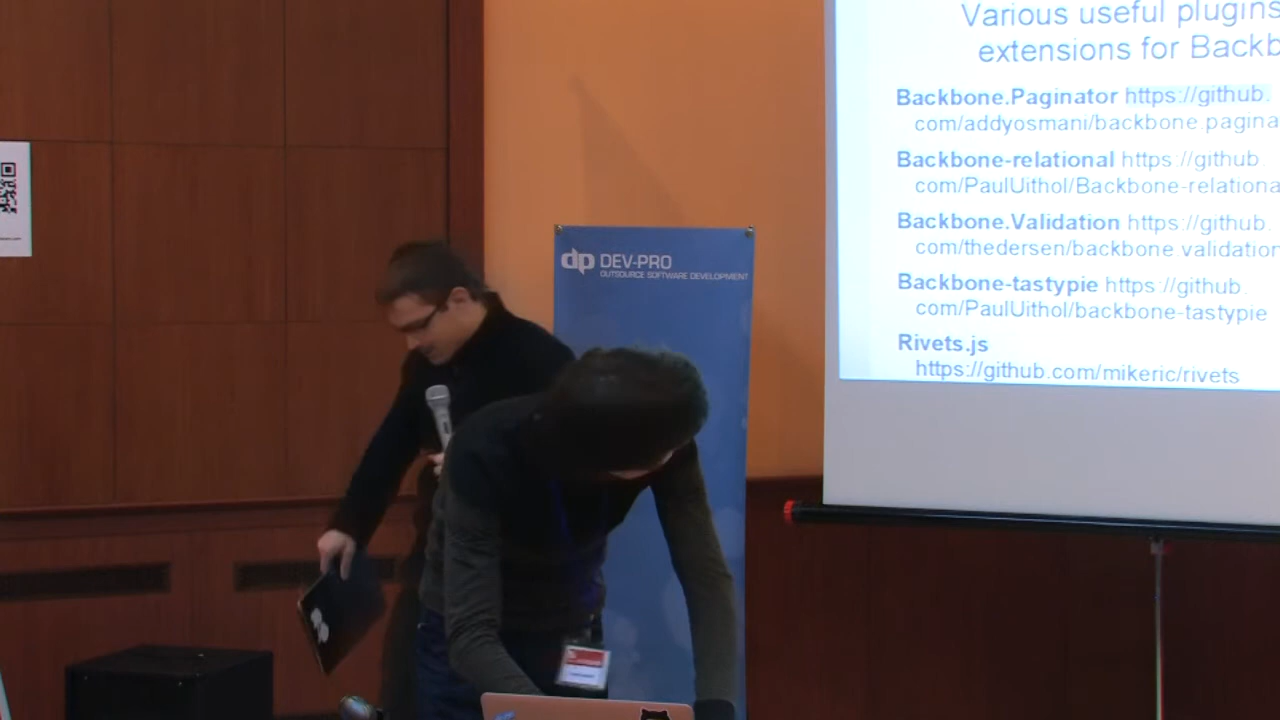 Various useful plugins
extensions for Backb
Backbone.Paginator https://github.
com/addyosmani/backbone.pagina
Backbone-relational https://github
com/PaulUithol/Backbone-relationa
Backbone.Validation https://github.
com/thedersen/backbone.validation
Backbone-tastypie https://github.
com/PaulUithol/backbone-tastypie
Rivets.js
https://github.com/mikeric/rivets
dp DEV-PRO
OUTSOURCE SOFTWARE DEVELOPMENT